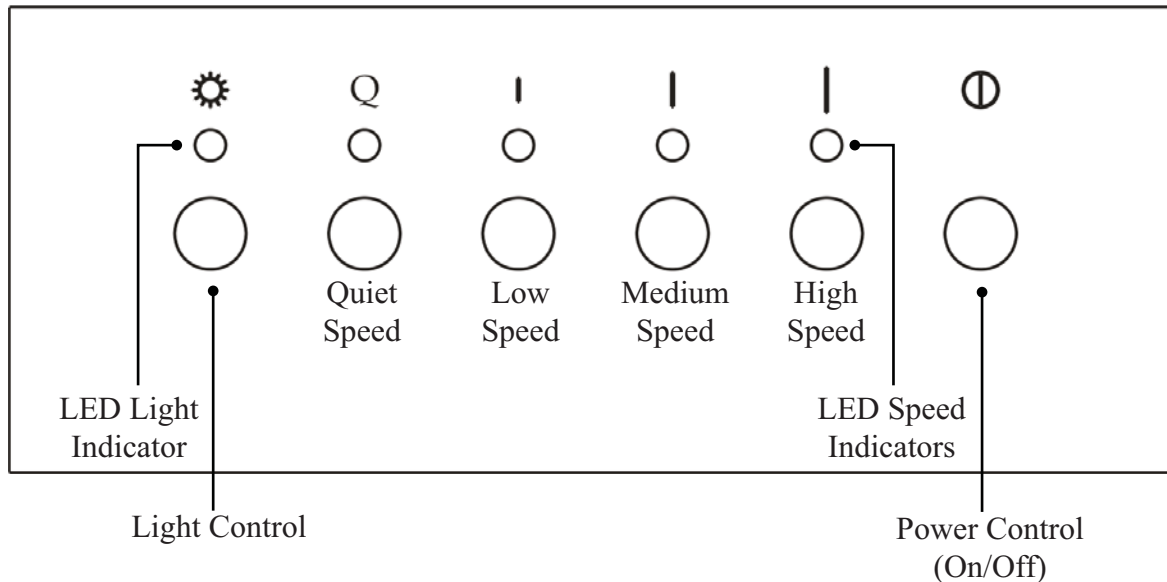 Q
Quiet
Speed
Low
Speed
Medium
Speed
High
Speed
LED Light
Indicator
LED Speed
Indicators
Light Control
Power Control
(On/Off)